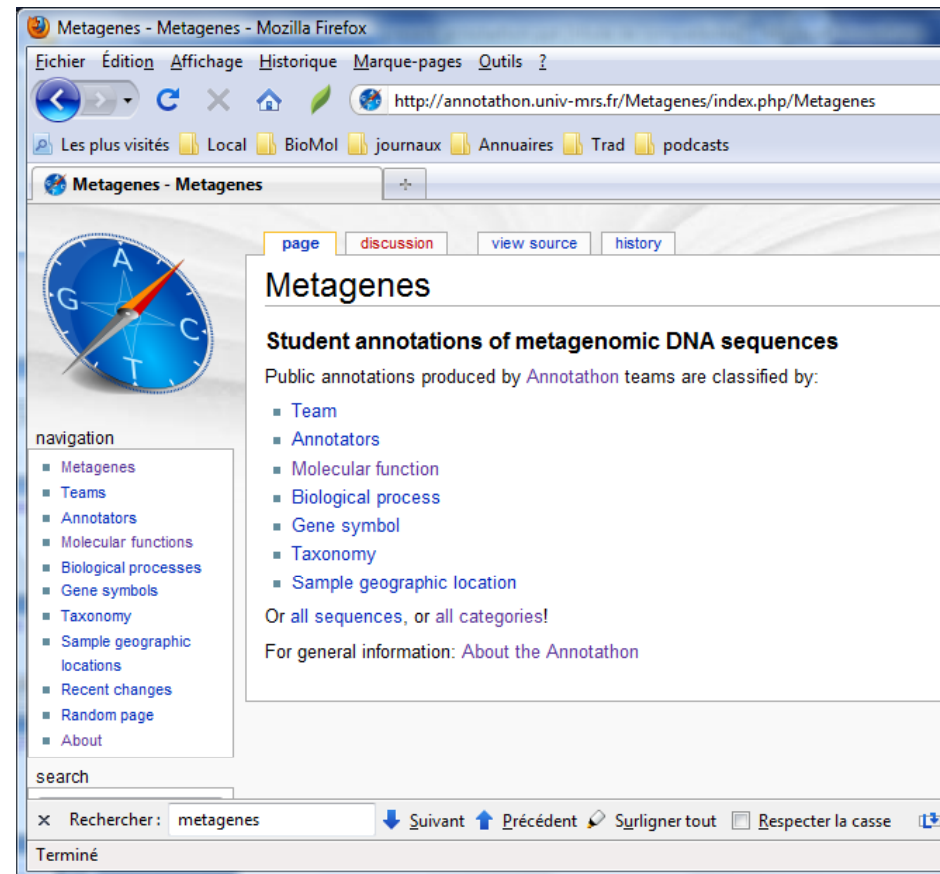 Metagenes - Metagenes - Mozilla Firefox
Fichier Édition Affichage Historique Marque-pages Outils ?
http://annotathon.univ-mrs.fr/Metagenes/index.php/Metagenes
Les plus visités Local BioMol journaux Annuaires Trad podcasts
Metagenes - Metagenes
page discussion view source history
A
G
C
T
Metagenes
Student annotations of metagenomic DNA sequences
Public annotations produced by Annotathon teams are classified by:
Team
Annotators
Molecular function
Biological process
Gene symbol
Taxonomy
Sample geographic location
Or all sequences, or all categories!
For general information: About the Annotathon
navigation
Metagenes
Teams
Annotators
Molecular functions
Biological processes
Gene symbols
Taxonomy
Sample geographic
locations
Recent changes
Random page
About
search
× Rechercher : metagenes Suivant Précédent Surligner tout Respecter la casse
Terminé